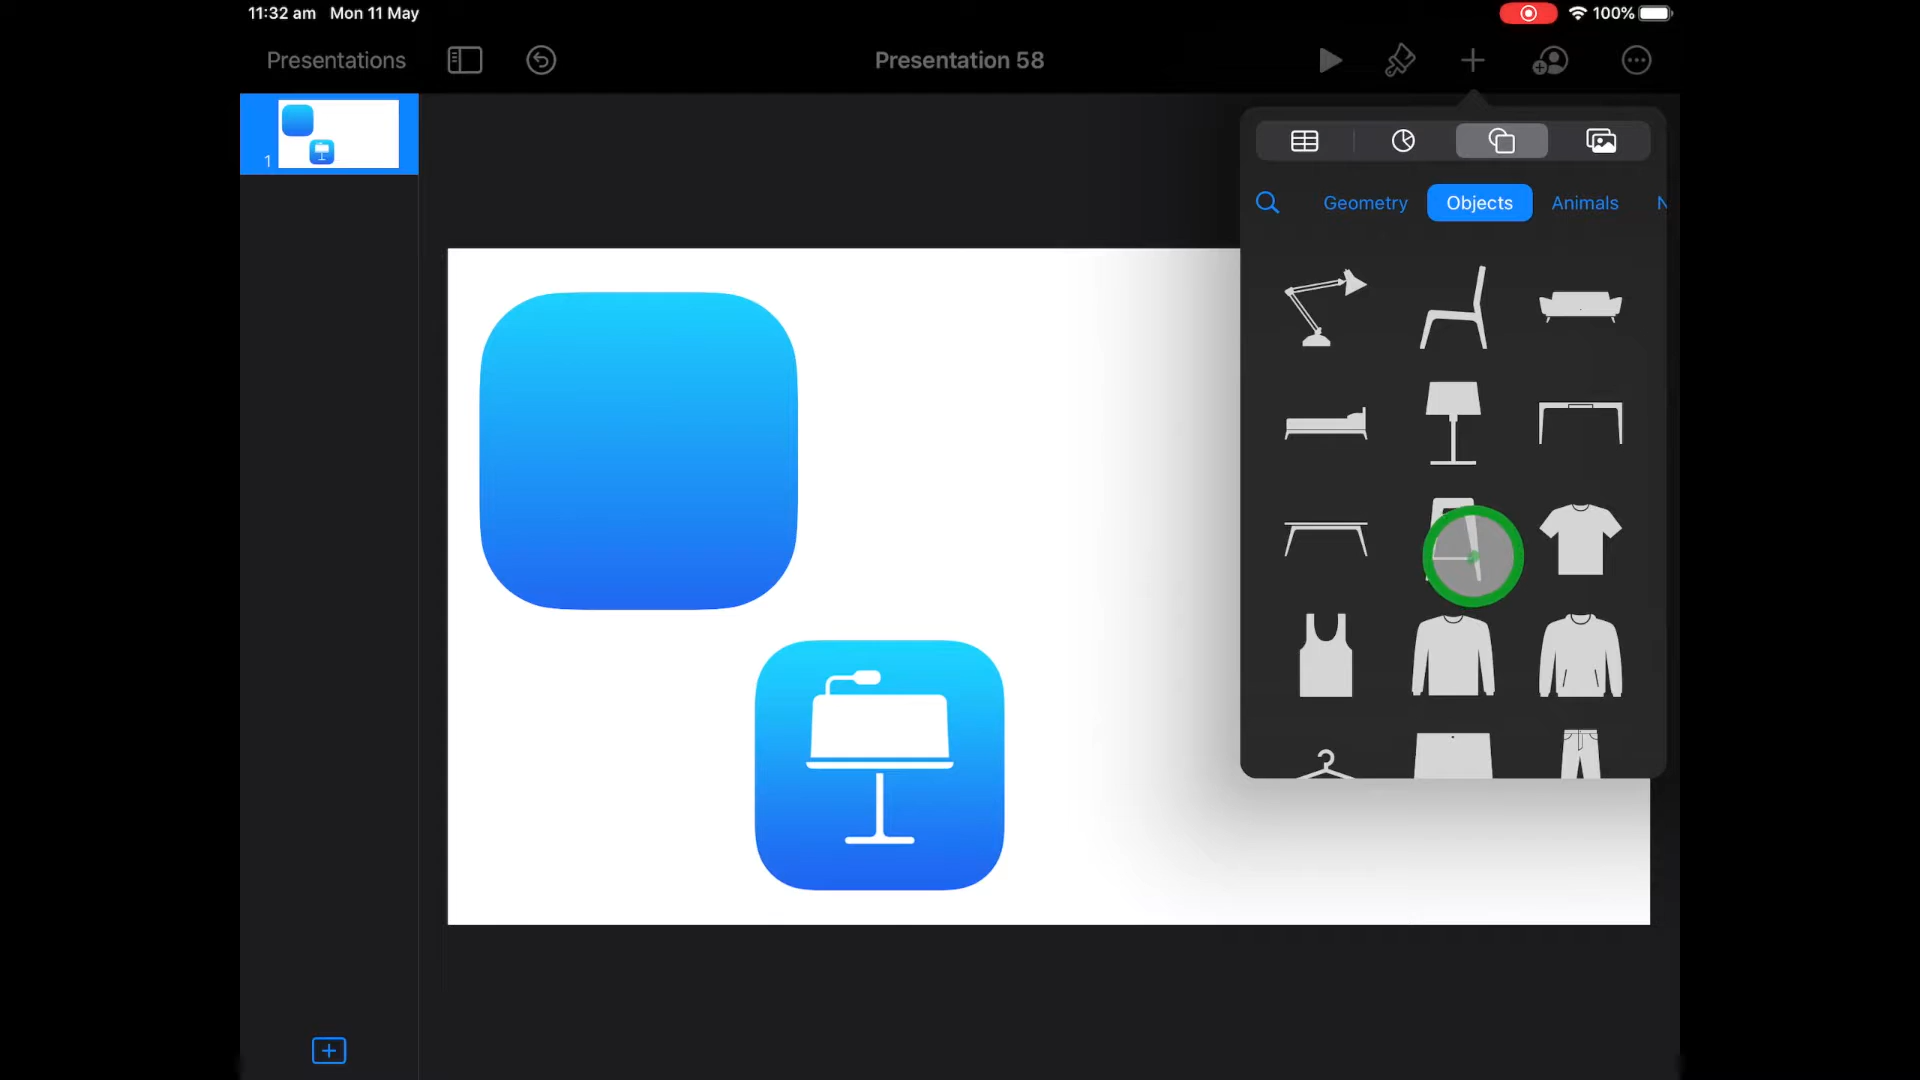 11:32 am Mon 11 May
100%
Presentations
Presentation 58
1
Geometry
Objects
Animals